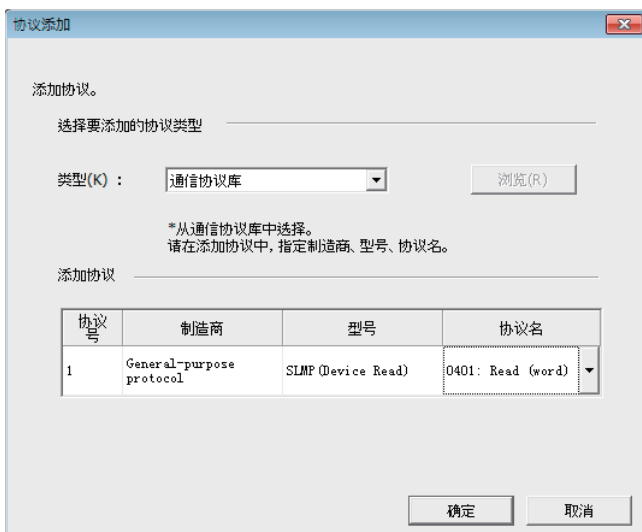 协议添加
添加协议。
选择要添加的协议类型
类型(K) : 通信协议库 浏览(R)
*从通信协议库中选择。
请在添加协议中,指定制造商、型号、协议名。
添加协议
协议号 制造商 型号 协议名
1 General-purpose protocol SLMP(Device Read) 0401: Read (word)
确定 取消